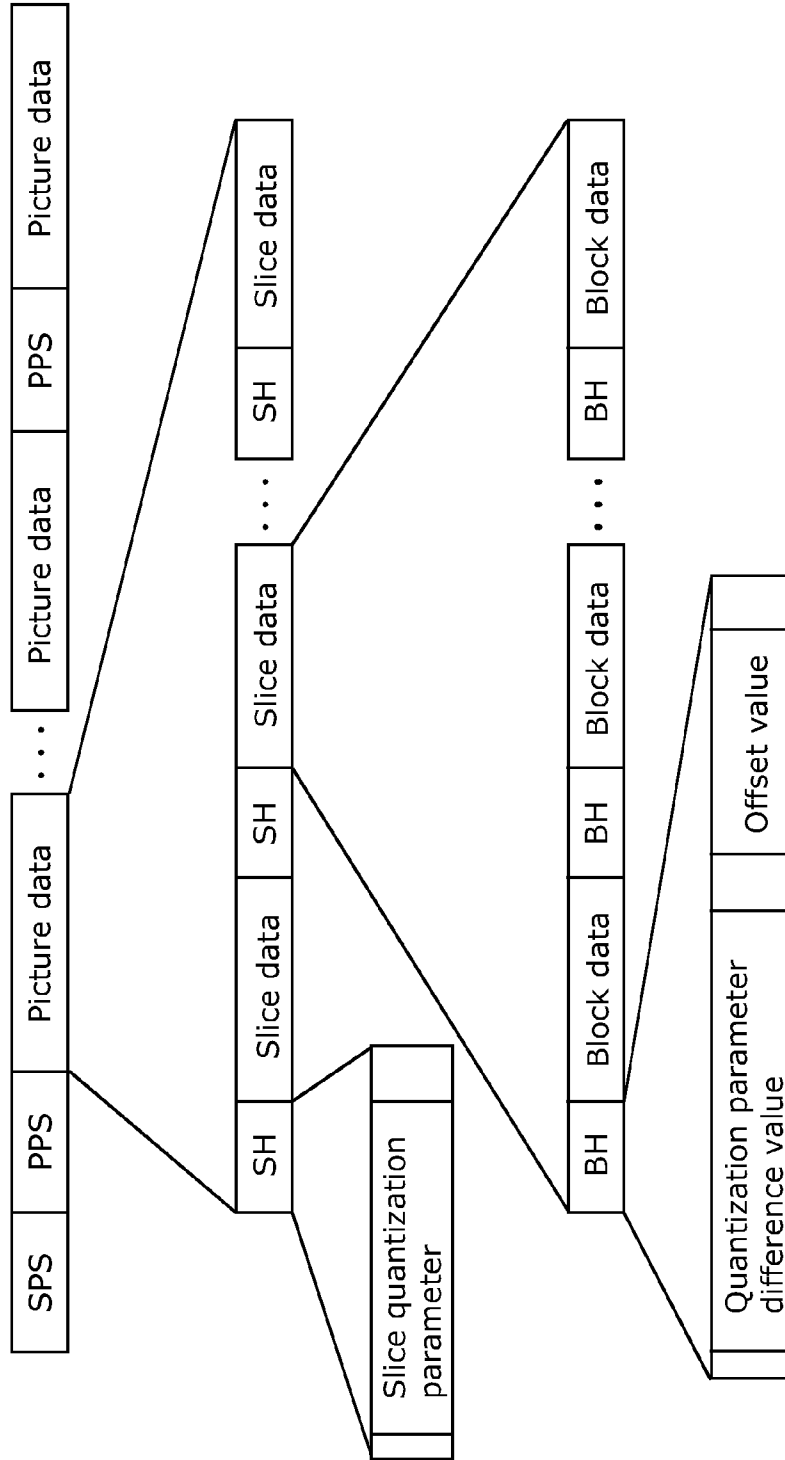 SPS
PPS
Picture data
...
Picture data
PPS
Picture data
SH
Slice data
SH
Slice data
...
SH
Slice data
Slice quantization
parameter
BH
Block data
BH
Block data
...
BH
Block data
Quantization parameter
difference value
Offset value